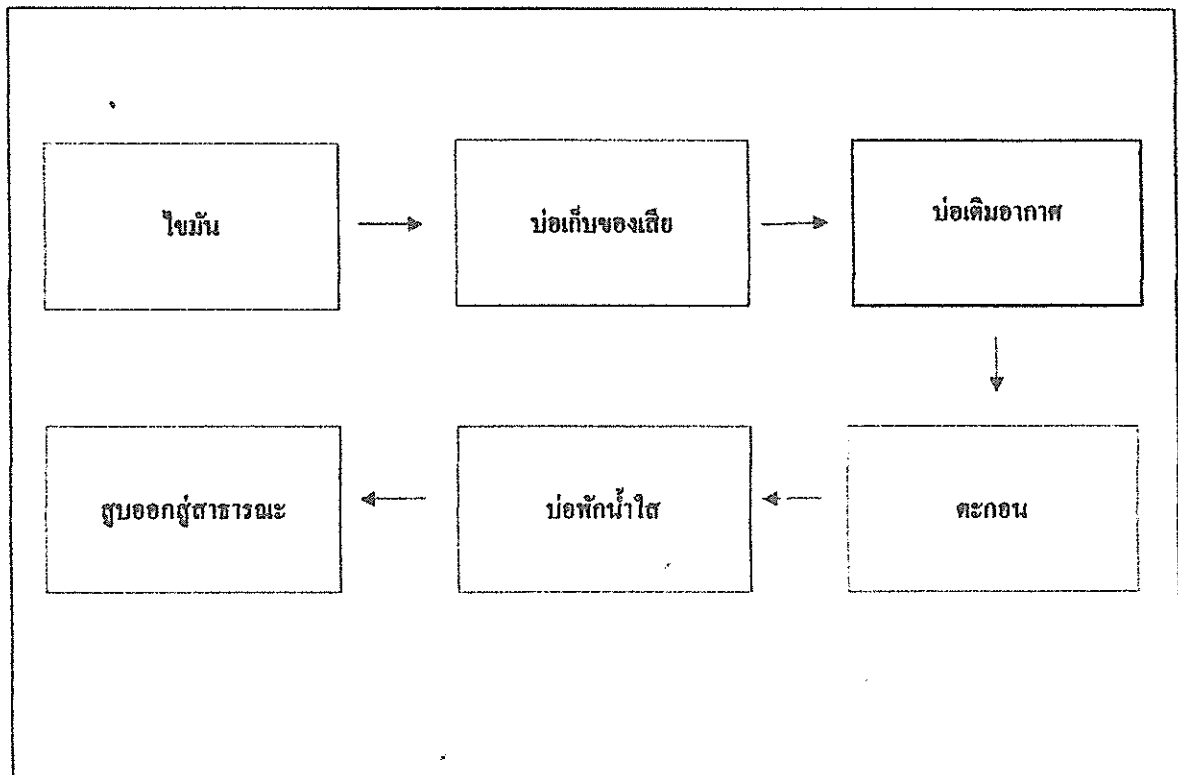 ไขมัน
บ่อเก็บของเสีย
บ่อเติมอากาศ
ตะกอน
บ่อพักน้ำใส
สูบออกสู่สาธารณะ